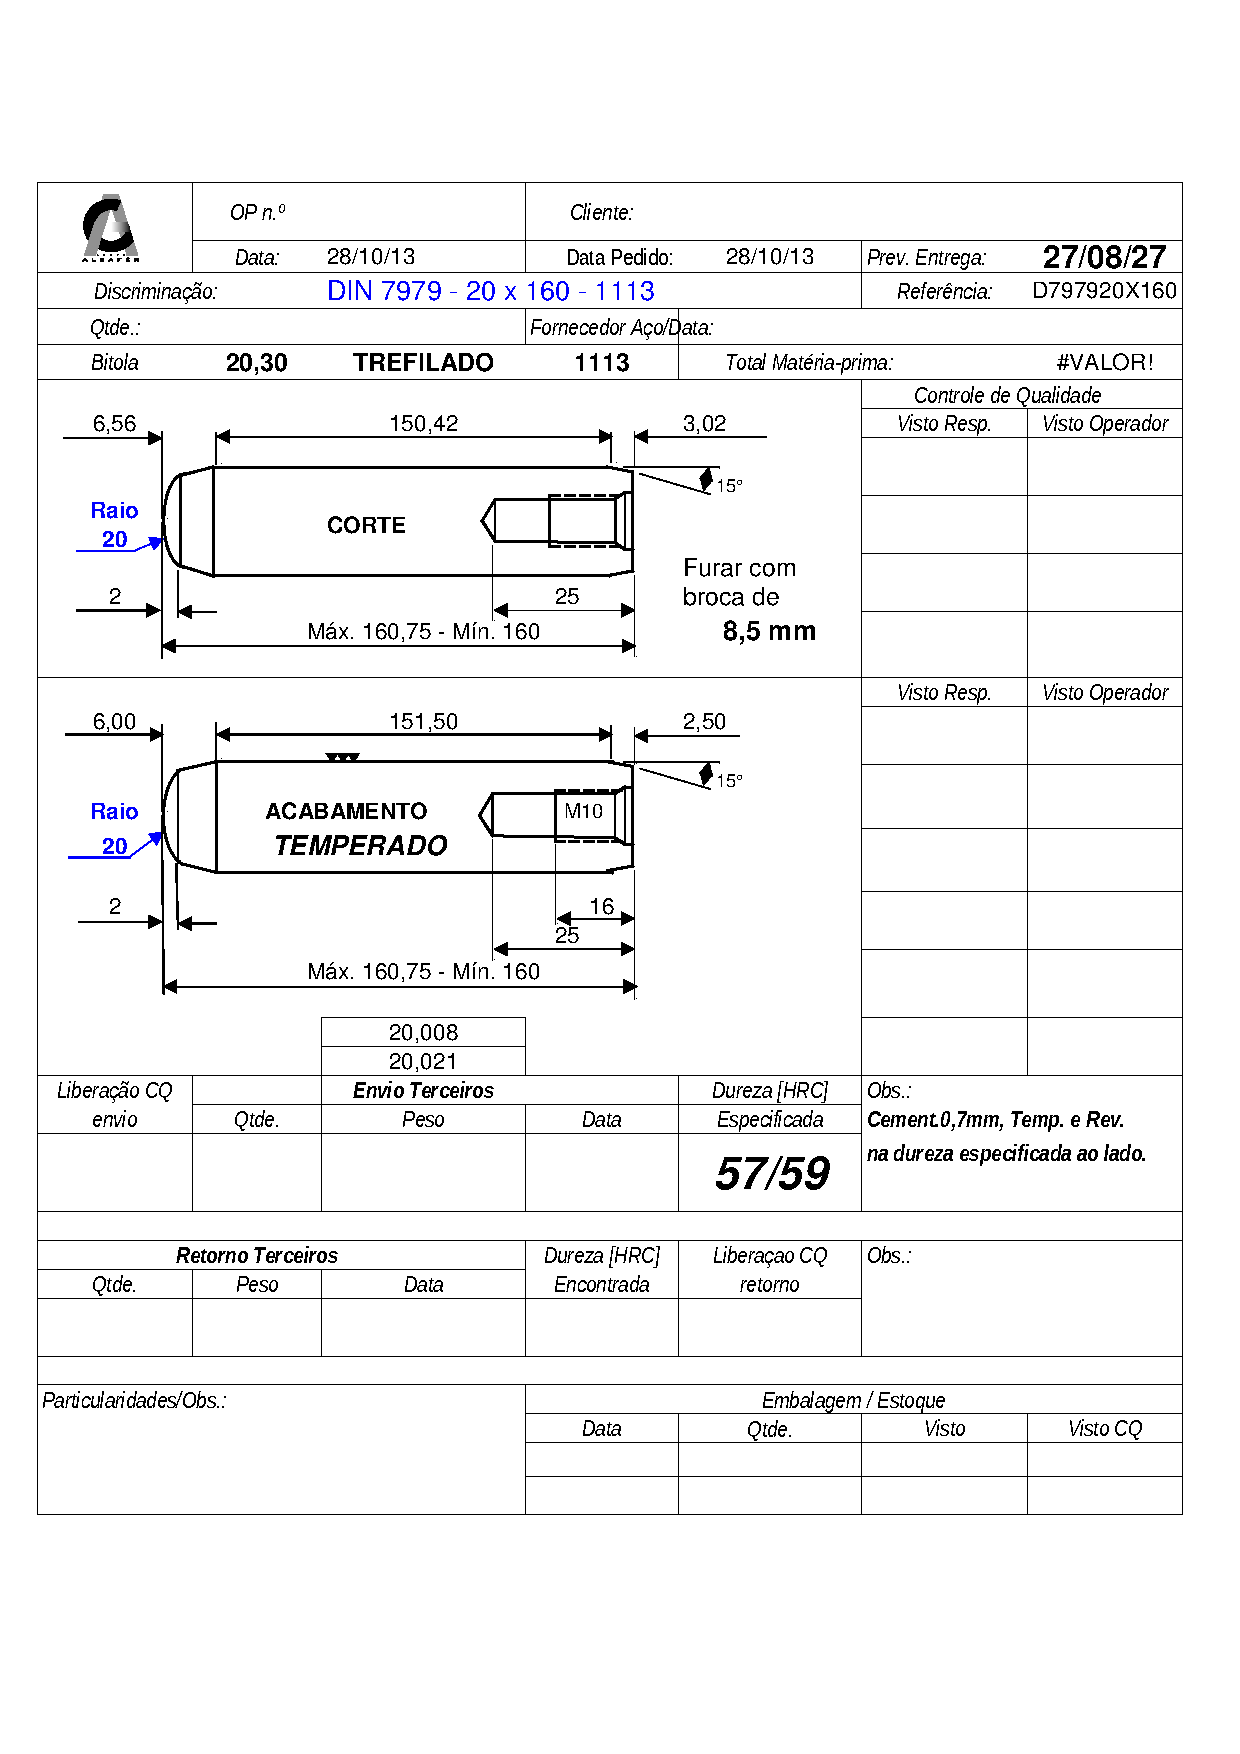 ALBAFER
OP n.º Cliente:
Data: 28/10/13 Data Pedido: 28/10/13 Prev. Entrega: 27/08/27
Discriminação: DIN 7979 - 20 x 160 - 1113 Referência: D797920X160
Qtde.: Fornecedor Aço/Data:
Bitola 20,30 TREFILADO 1113 Total Matéria-prima: #VALOR!
Controle de Qualidade
6,56 150,42 3,02 Visto Resp. Visto Operador
15°
Raio
CORTE
20
Furar com
2 25 broca de
Máx. 160,75 - Mín. 160 8,5 mm
Visto Resp. Visto Operador
6,00 151,50 2,50
15°
Raio ACABAMENTO M10
20 TEMPERADO
2 16
25
Máx. 160,75 - Mín. 160
20,008
20,021
Liberação CQ Envio Terceiros Dureza [HRC] Obs.:
envio Qtde. Peso Data Especificada Cement.0,7mm, Temp. e Rev.
57/59 na dureza especificada ao lado.
Retorno Terceiros Dureza [HRC] Liberaçao CQ Obs.:
Qtde. Peso Data Encontrada retorno
Particularidades/Obs.: Embalagem / Estoque
Data Qtde. Visto Visto CQ